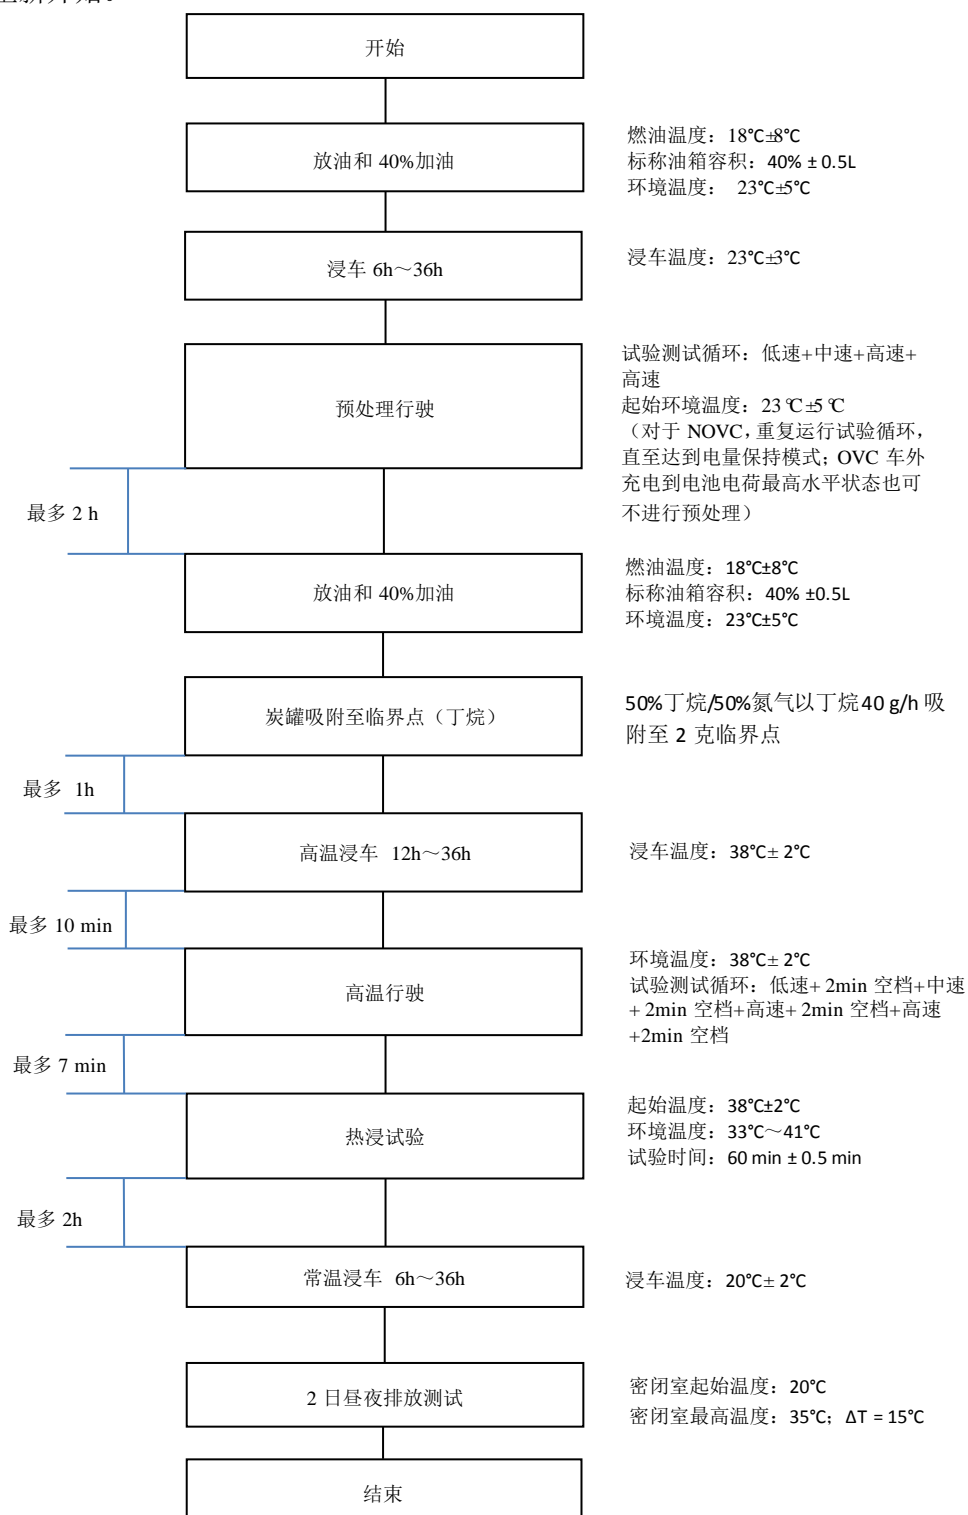 开始
放油和 40%加油
燃油温度：18℃±8℃
标称油箱容积：40% ± 0.5L
环境温度： 23℃±5℃
浸车 6h～36h
浸车温度：23℃±3℃
预处理行驶
试验测试循环：低速+中速+高速+
高速
起始环境温度：23 ℃±5 ℃
（对于 NOVC，重复运行试验循环，
直至达到电量保持模式；OVC 车外
充电到电池电荷最高水平状态也可
不进行预处理）
最多 2 h
放油和 40%加油
燃油温度：18℃±8℃
标称油箱容积：40% ±0.5L
环境温度：23℃±5℃
炭罐吸附至临界点（丁烷）
50%丁烷/50%氮气以丁烷 40 g/h 吸
附至 2 克临界点
最多 1h
高温浸车 12h～36h
浸车温度：38℃± 2℃
最多 10 min
高温行驶
环境温度：38℃± 2℃
试验测试循环：低速+ 2min 空档+中速
+ 2min 空档+高速+ 2min 空档+高速
+2min 空档
最多 7 min
热浸试验
起始温度：38℃±2℃
环境温度：33℃～41℃
试验时间：60 min ± 0.5 min
最多 2h
常温浸车 6h～36h
浸车温度：20℃± 2℃
2 日昼夜排放测试
密闭室起始温度：20℃
密闭室最高温度：35℃；ΔT = 15℃
结束